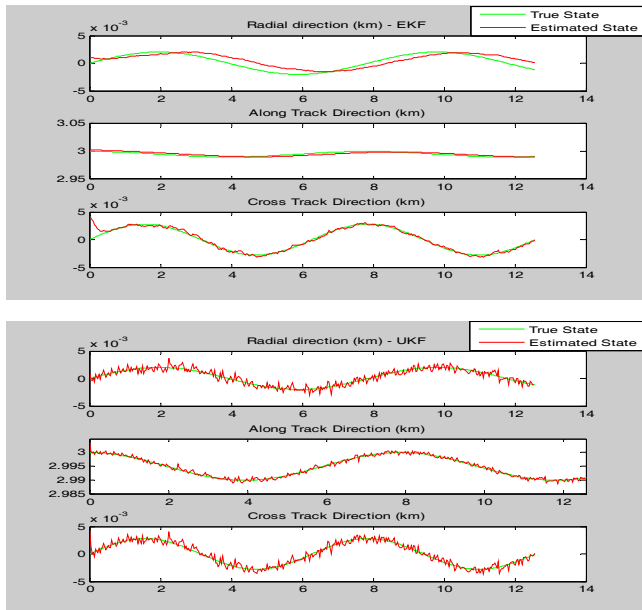 Radial direction (km) - EKF
True State
Estimated State
x 10⁻³
5
0
-5
0 2 4 6 8 10 12 14
Along Track Direction (km)
3.05
3
2.95
0 2 4 6 8 10 12 14
Cross Track Direction (km)
x 10⁻³
5
0
-5
0 2 4 6 8 10 12 14
Radial direction (km) - UKF
True State
Estimated State
x 10⁻³
5
0
-5
0 2 4 6 8 10 12 14
Along Track Direction (km)
3
2.995
2.99
2.985
0 2 4 6 8 10 12
Cross Track Direction (km)
x 10⁻³
5
0
-5
0 2 4 6 8 10 12 14